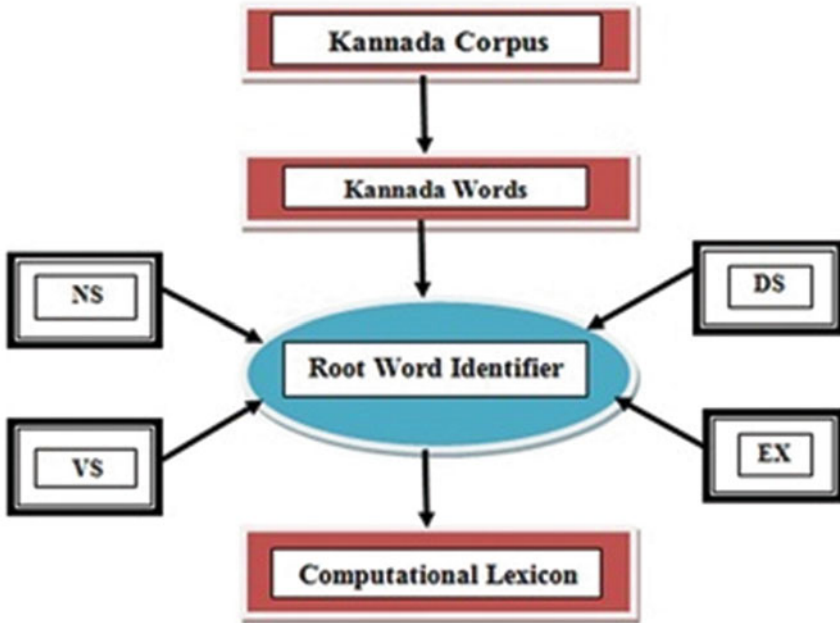 Kannada Corpus
Kannada Words
NS
DS
Root Word Identifier
VS
EX
Computational Lexicon